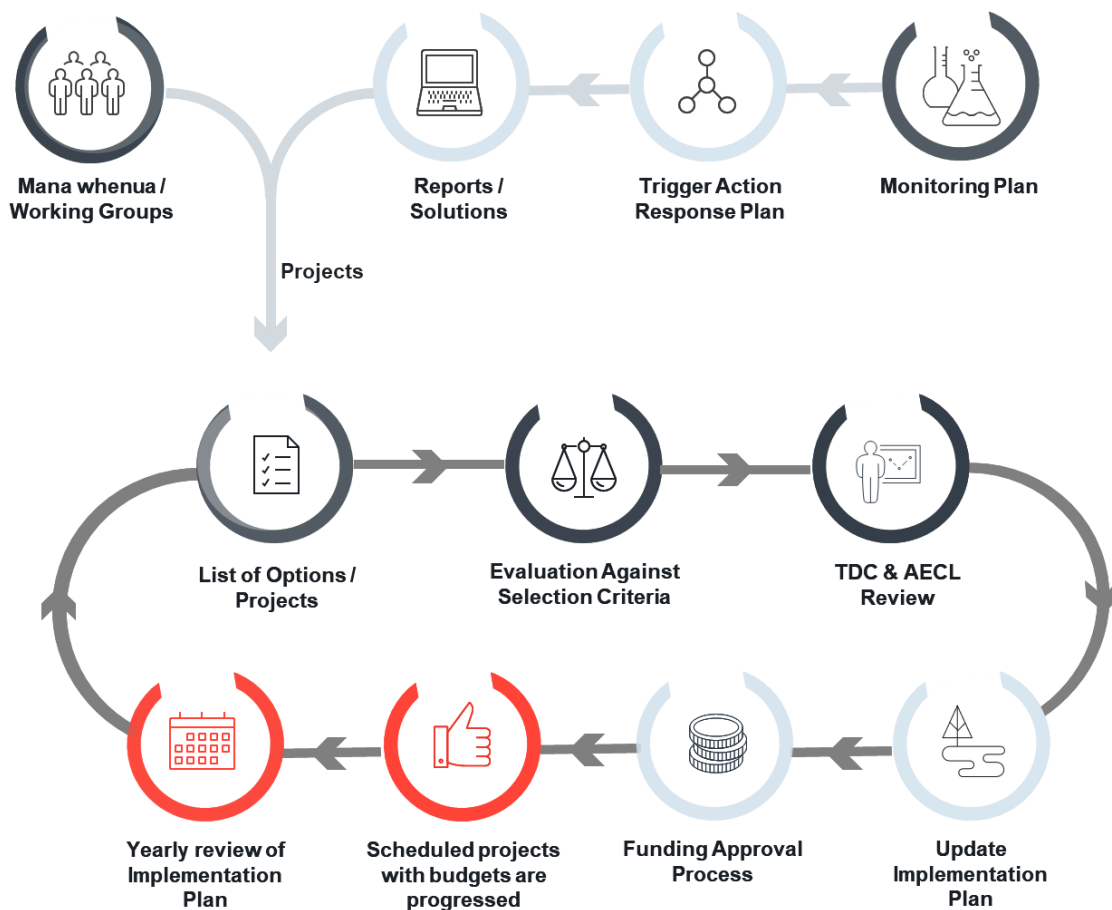 Mana whenua /
Working Groups
Reports /
Solutions
Trigger Action
Response Plan
Monitoring Plan
Projects
List of Options /
Projects
Evaluation Against
Selection Criteria
TDC & AECL
Review
Yearly review of
Implementation
Plan
Scheduled projects
with budgets are
progressed
Funding Approval
Process
Update
Implementation
Plan